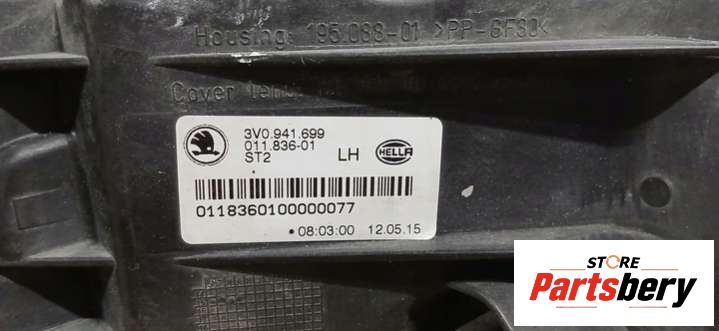 Housing: 195.088-01 >PP-GF30<
Cover
3V0.941.699
011.836-01
ST2
LH
HELLA
0118360100000077
08:03:00 12.05.15
STORE
Partsbery